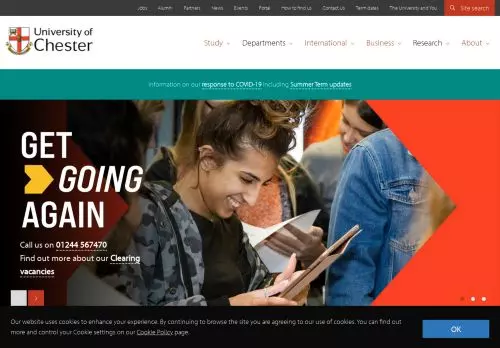 Jobs Alumni Partners News Events Portal How to find us Contact Us Term dates The University and You Site search
University of
Chester
Study Departments International Business Research About
Information on our response to COVID-19 including Summer Term updates
GET
GOING
AGAIN
Call us on 01244 567470
Find out more about our Clearing
vacancies
Our website uses cookies to enhance your experience. By continuing to browse the site you are agreeing to our use of cookies. You can find out
more and control your Cookie settings on our Cookie Policy page.
OK